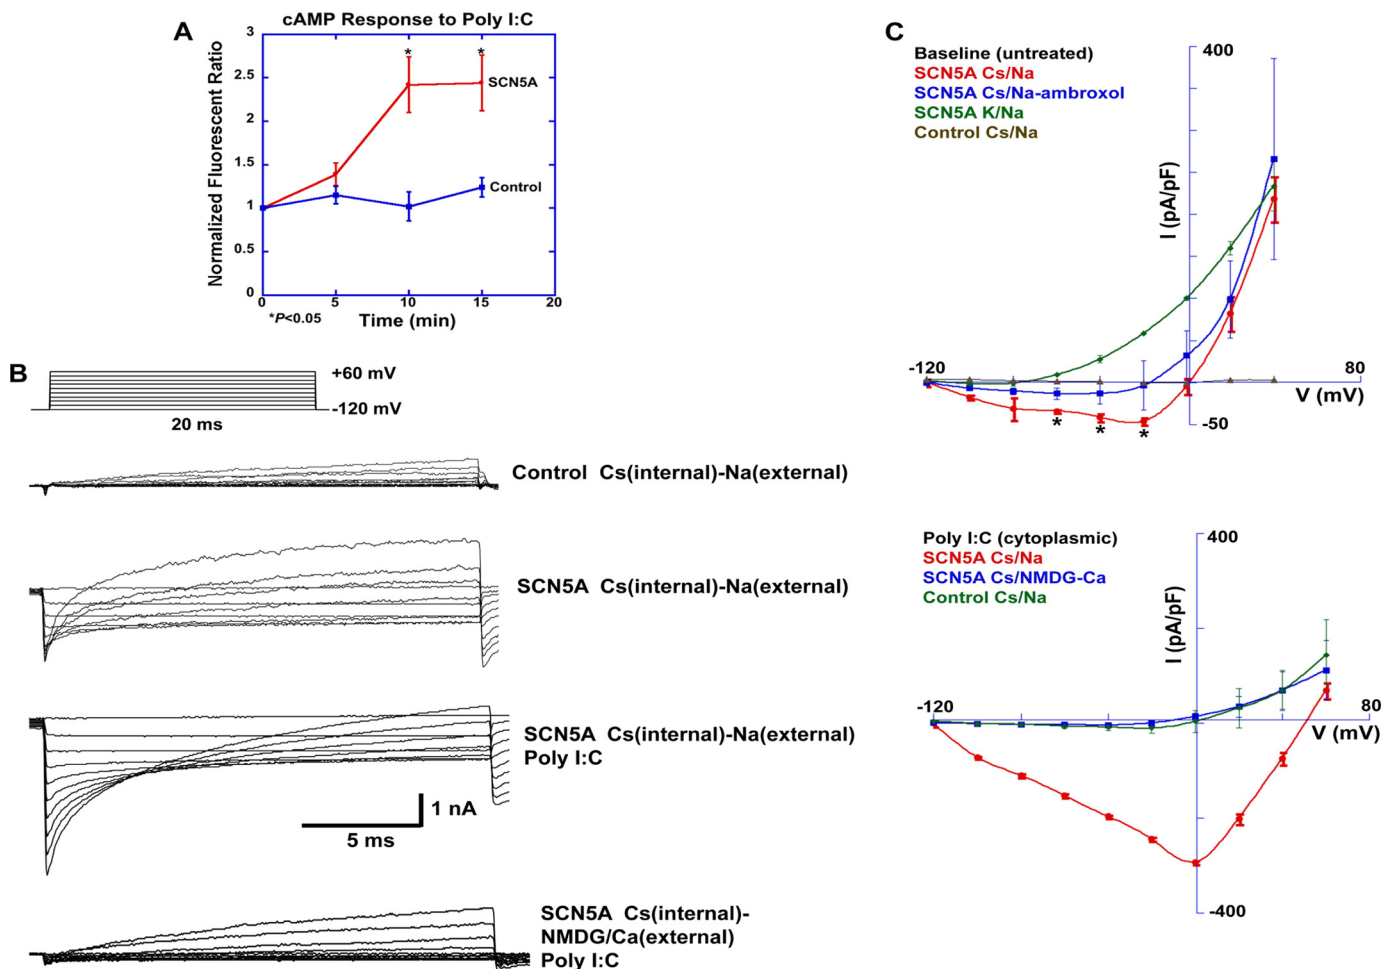 A
cAMP Response to Poly I:C
Normalized Fluorescent Ratio
3
2.5
2
1.5
1
0.5
0
*
*
SCN5A
Control
0
5
10
15
20
*P<0.05
Time (min)
B
+60 mV
-120 mV
20 ms
Control Cs(internal)-Na(external)
SCN5A Cs(internal)-Na(external)
SCN5A Cs(internal)-Na(external)
Poly I:C
1 nA
5 ms
SCN5A Cs(internal)-
NMDG/Ca(external)
Poly I:C
C
Baseline (untreated)
SCN5A Cs/Na
SCN5A Cs/Na-ambroxol
SCN5A K/Na
Control Cs/Na
400
I (pA/pF)
-120
80
V (mV)
-50
*
*
*
Poly I:C (cytoplasmic)
SCN5A Cs/Na
SCN5A Cs/NMDG-Ca
Control Cs/Na
400
I (pA/pF)
-120
80
V (mV)
-400